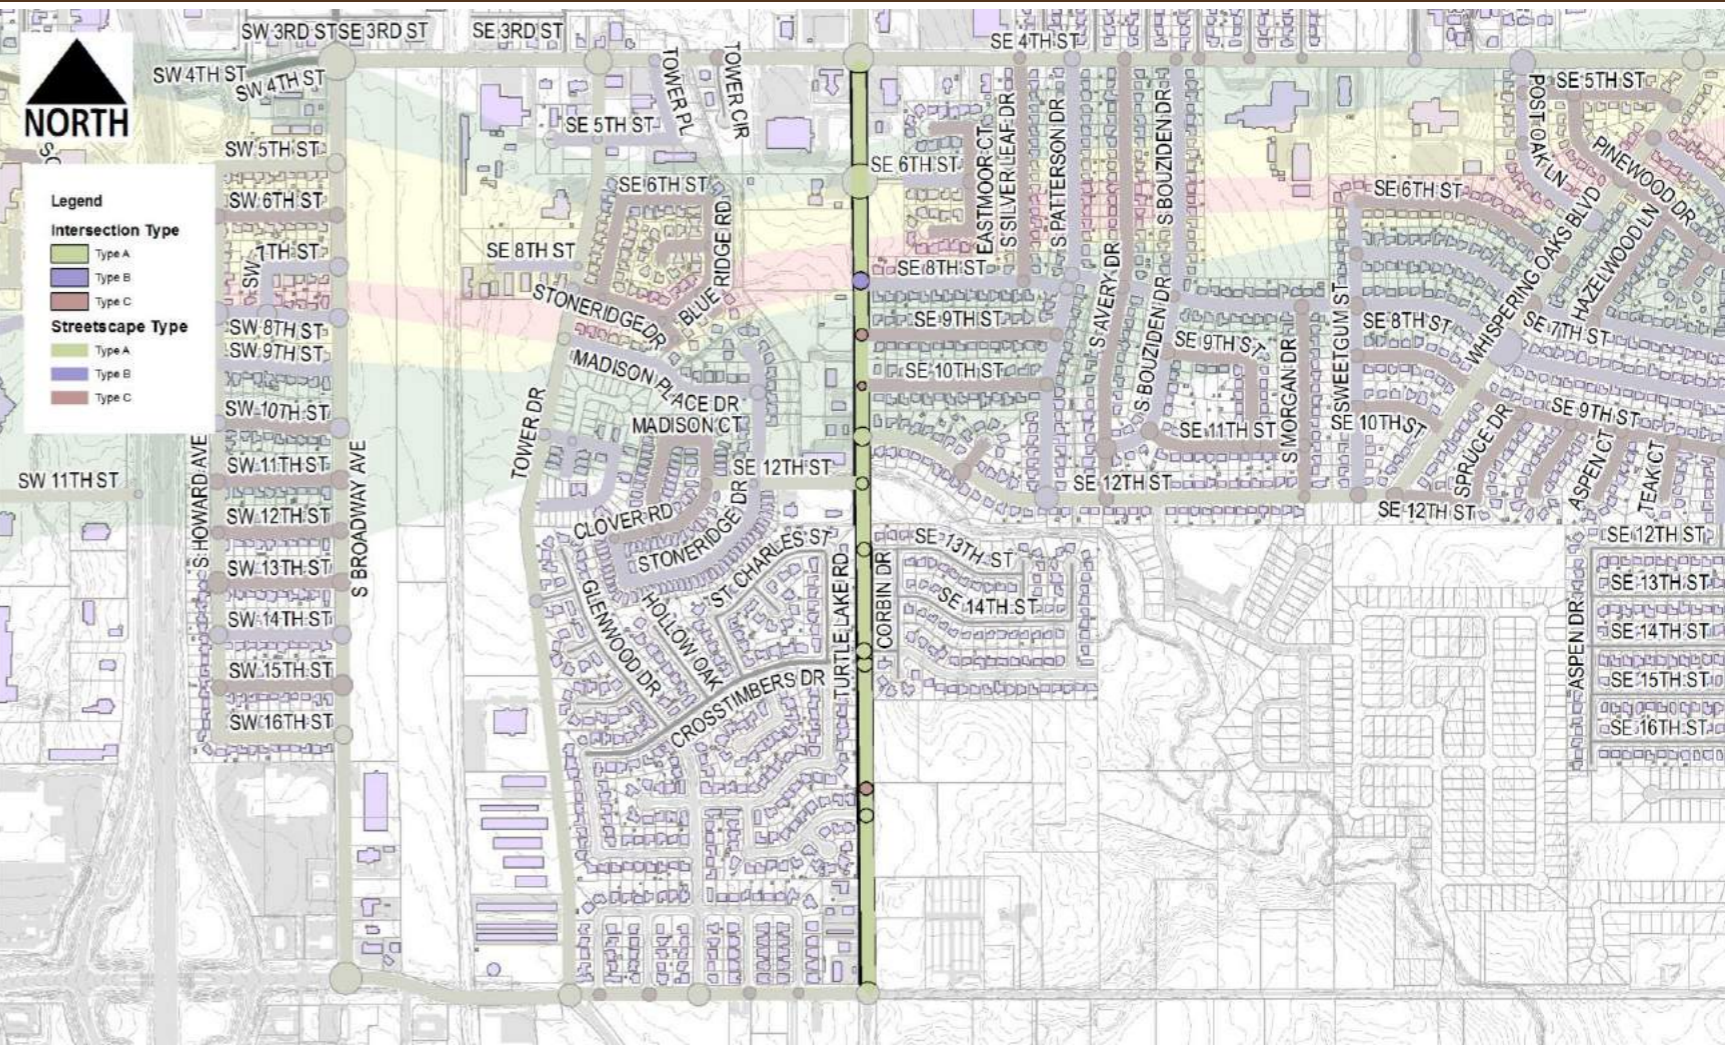 SW 3RD ST
SE 3RD ST
SE 3RD ST
SE 4TH ST
SW 4TH ST
SW 4TH ST
NORTH
TOWER PL
TOWER CIR
SE 5TH ST
SE 5TH ST
POST OAK LN
PINEWOOD DR
SW 5TH ST
SE 6TH ST
SE 6TH ST
SE 6TH ST
EASTMOOR CT
S SILVERLEAF DR
S PATTERSON DR
S AVERY DR
S BOUZIDEN DR
S BOUZIDEN DR
Legend
Intersection Type
Type A
Type B
Type C
Streetscape Type
Type A
Type B
Type C
SW 6TH ST
SW 7TH ST
SE 8TH ST
SE 8TH ST
BLUE RIDGE RD
STONERIDGE DR
WHISPERING OAKS BLVD
HAZELWOOD LN
SW 8TH ST
SW 9TH ST
SE 9TH ST
SE 9TH ST
SE 8TH ST
SE 7TH ST
MADISON PLACE DR
MADISON CT
SE 10TH ST
S MORGAN DR
S SWEETGUM ST
SW 10TH ST
SE 10TH ST
SE 9TH ST
SE 11TH ST
TOWER DR
S HOWARD AVE
S BROADWAY AVE
SW 11TH ST
SW 11TH ST
SE 12TH ST
SE 12TH ST
SE 12TH ST
SPRUCE DR
ASPEN CT
TEAK CT
SW 12TH ST
CLOVER RD
STONERIDGE DR
ST CHARLES ST
SE 13TH ST
SE 12TH ST
SW 13TH ST
GLENWOOD DR
HOLLOW OAK
TURTLE LAKE RD
CORBIN DR
SE 14TH ST
SE 13TH ST
SW 14TH ST
ASPEN DR
SE 14TH ST
SW 15TH ST
CROSSTIMBERS DR
SE 15TH ST
SW 16TH ST
SE 16TH ST